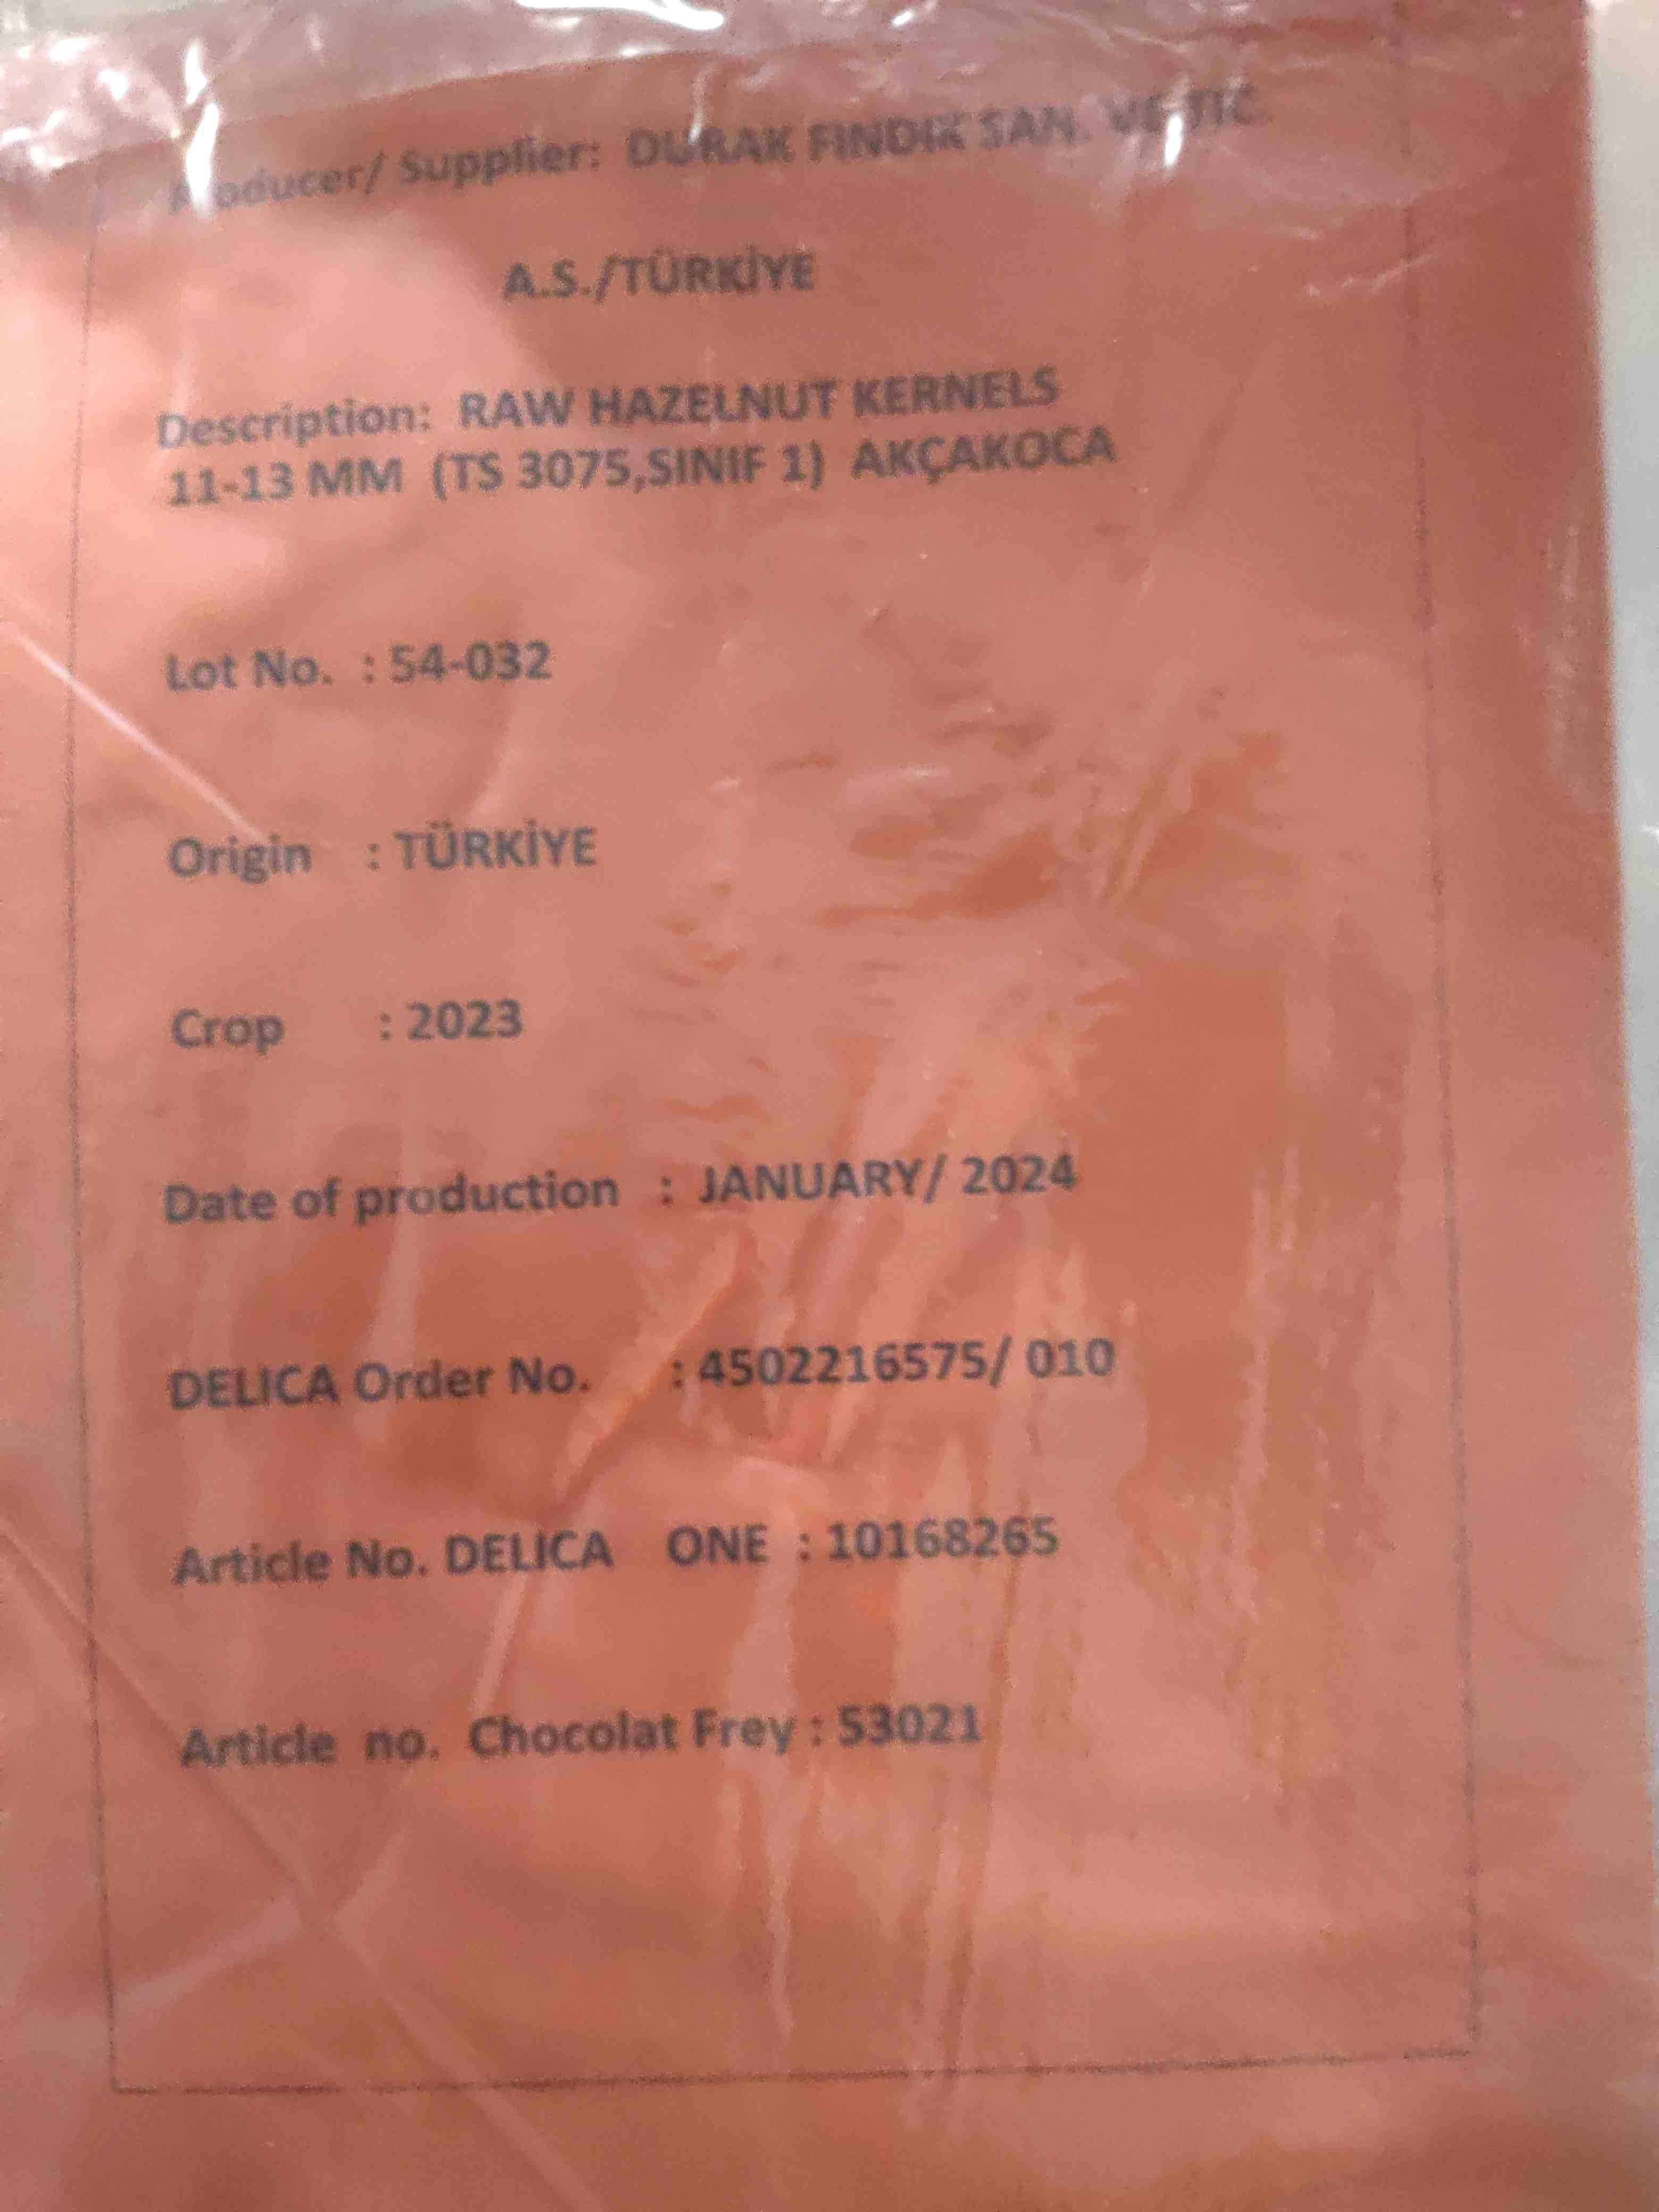 Producer/ Supplier: DURAK FINDIK SAN. VE TIC.
A.S./TÜRKİYE
Description: RAW HAZELNUT KERNELS
11-13 MM (TS 3075,SINIF 1) AKÇAKOCA
Lot No. : 54-032
Origin : TÜRKİYE
Crop : 2023
Date of production : JANUARY/ 2024
DELICA Order No. : 4502216575/ 010
Article No. DELICA ONE : 10168265
Article no. Chocolat Frey : 53021